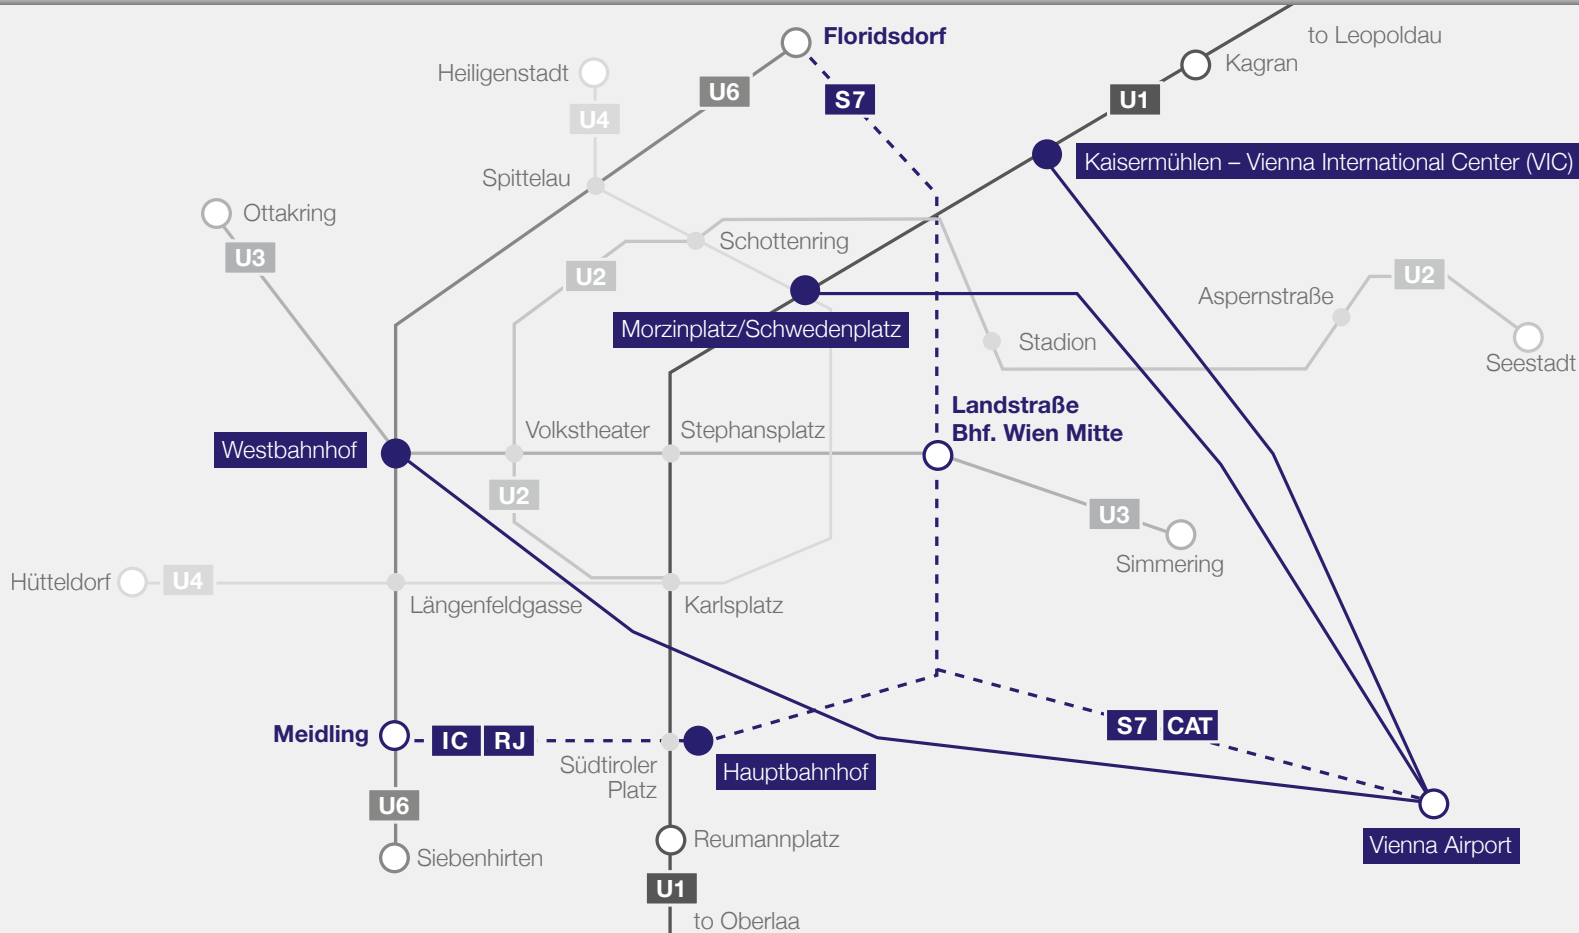 to Leopoldau
Floridsdorf
Kagran
Heiligenstadt
U6
S7
U1
U4
Kaisermühlen – Vienna International Center (VIC)
Spittelau
Ottakring
Schottenring
U3
U2
U2
Aspernstraße
Morzinplatz/Schwedenplatz
Stadion
Seestadt
Landstraße
Bhf. Wien Mitte
Volkstheater
Stephansplatz
Westbahnhof
U2
U3
Simmering
Hütteldorf
U4
Längenfeldgasse
Karlsplatz
Meidling
IC RJ
S7 CAT
Südtiroler
Platz
Hauptbahnhof
U6
Reumannplatz
Vienna Airport
Siebenhirten
U1
to Oberlaa